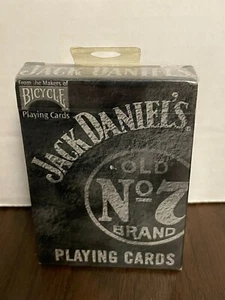 From the Makers of
BICYCLE
Playing Cards
JACK DANIEL'S
OLD
No 7
BRAND
PLAYING CARDS